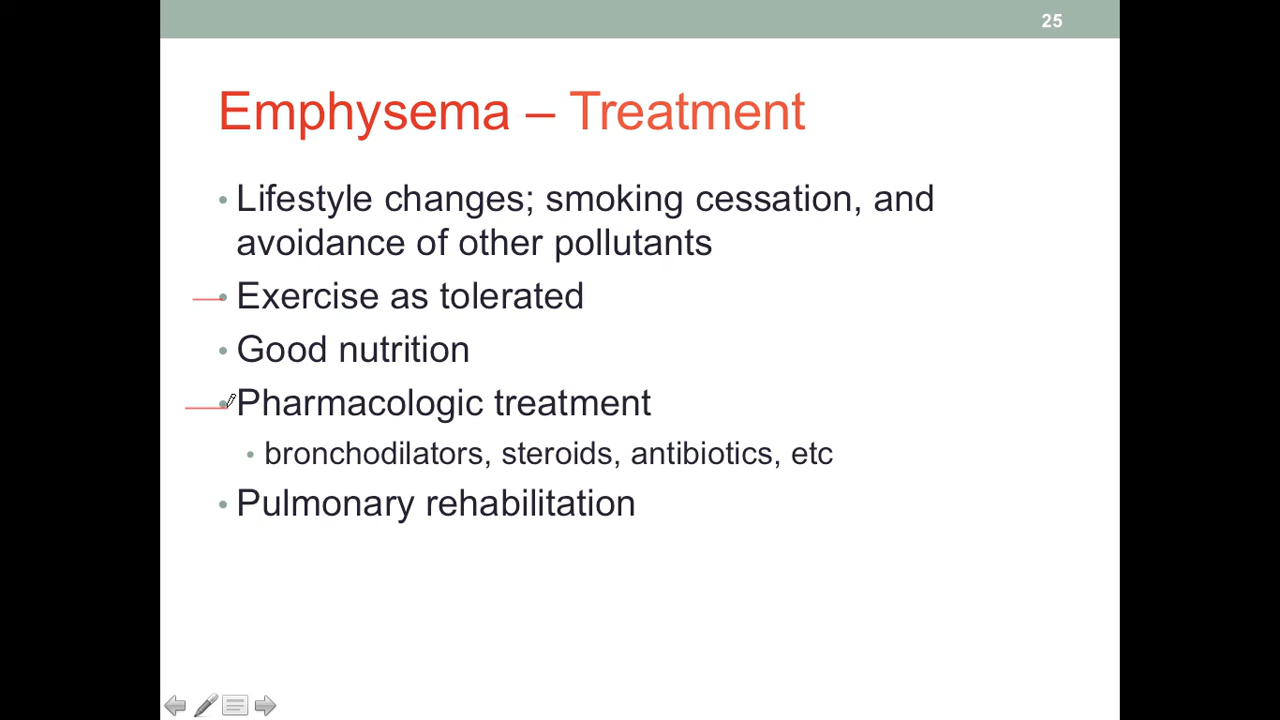 25
Emphysema – Treatment
• Lifestyle changes; smoking cessation, and
avoidance of other pollutants
• Exercise as tolerated
• Good nutrition
• Pharmacologic treatment
• bronchodilators, steroids, antibiotics, etc
• Pulmonary rehabilitation